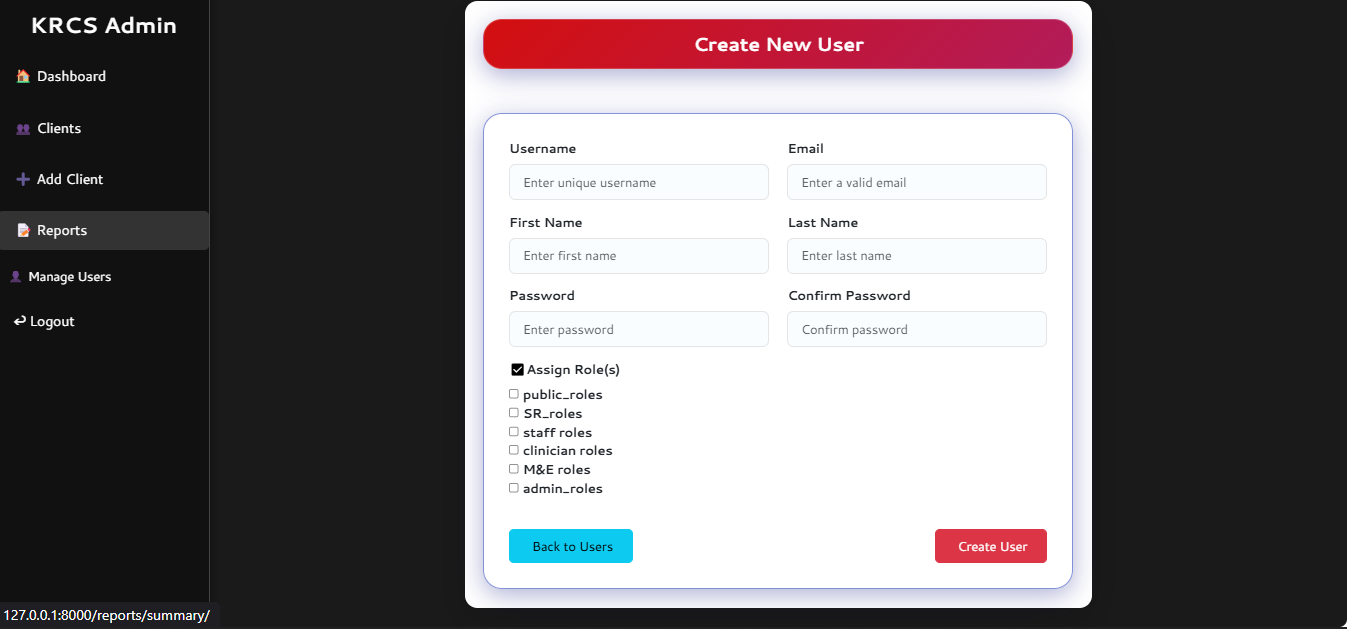 KRCS Admin
Dashboard
Clients
Add Client
Reports
Manage Users
Logout
Create New User
Username Email
Enter unique username Enter a valid email
First Name Last Name
Enter first name Enter last name
Password Confirm Password
Enter password Confirm password
Assign Role(s)
public_roles
SR_roles
staff roles
clinician roles
M&E roles
admin_roles
Back to Users Create User
127.0.0.1:8000/reports/summary/